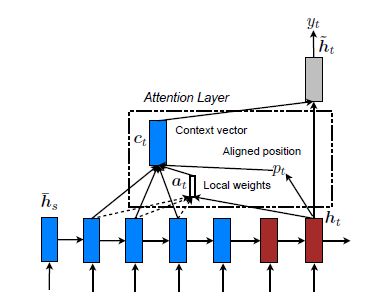 y_t
h̃_t
Attention Layer
c_t
Context vector
Aligned position
a_t
p_t
Local weights
h̄_s
h_t